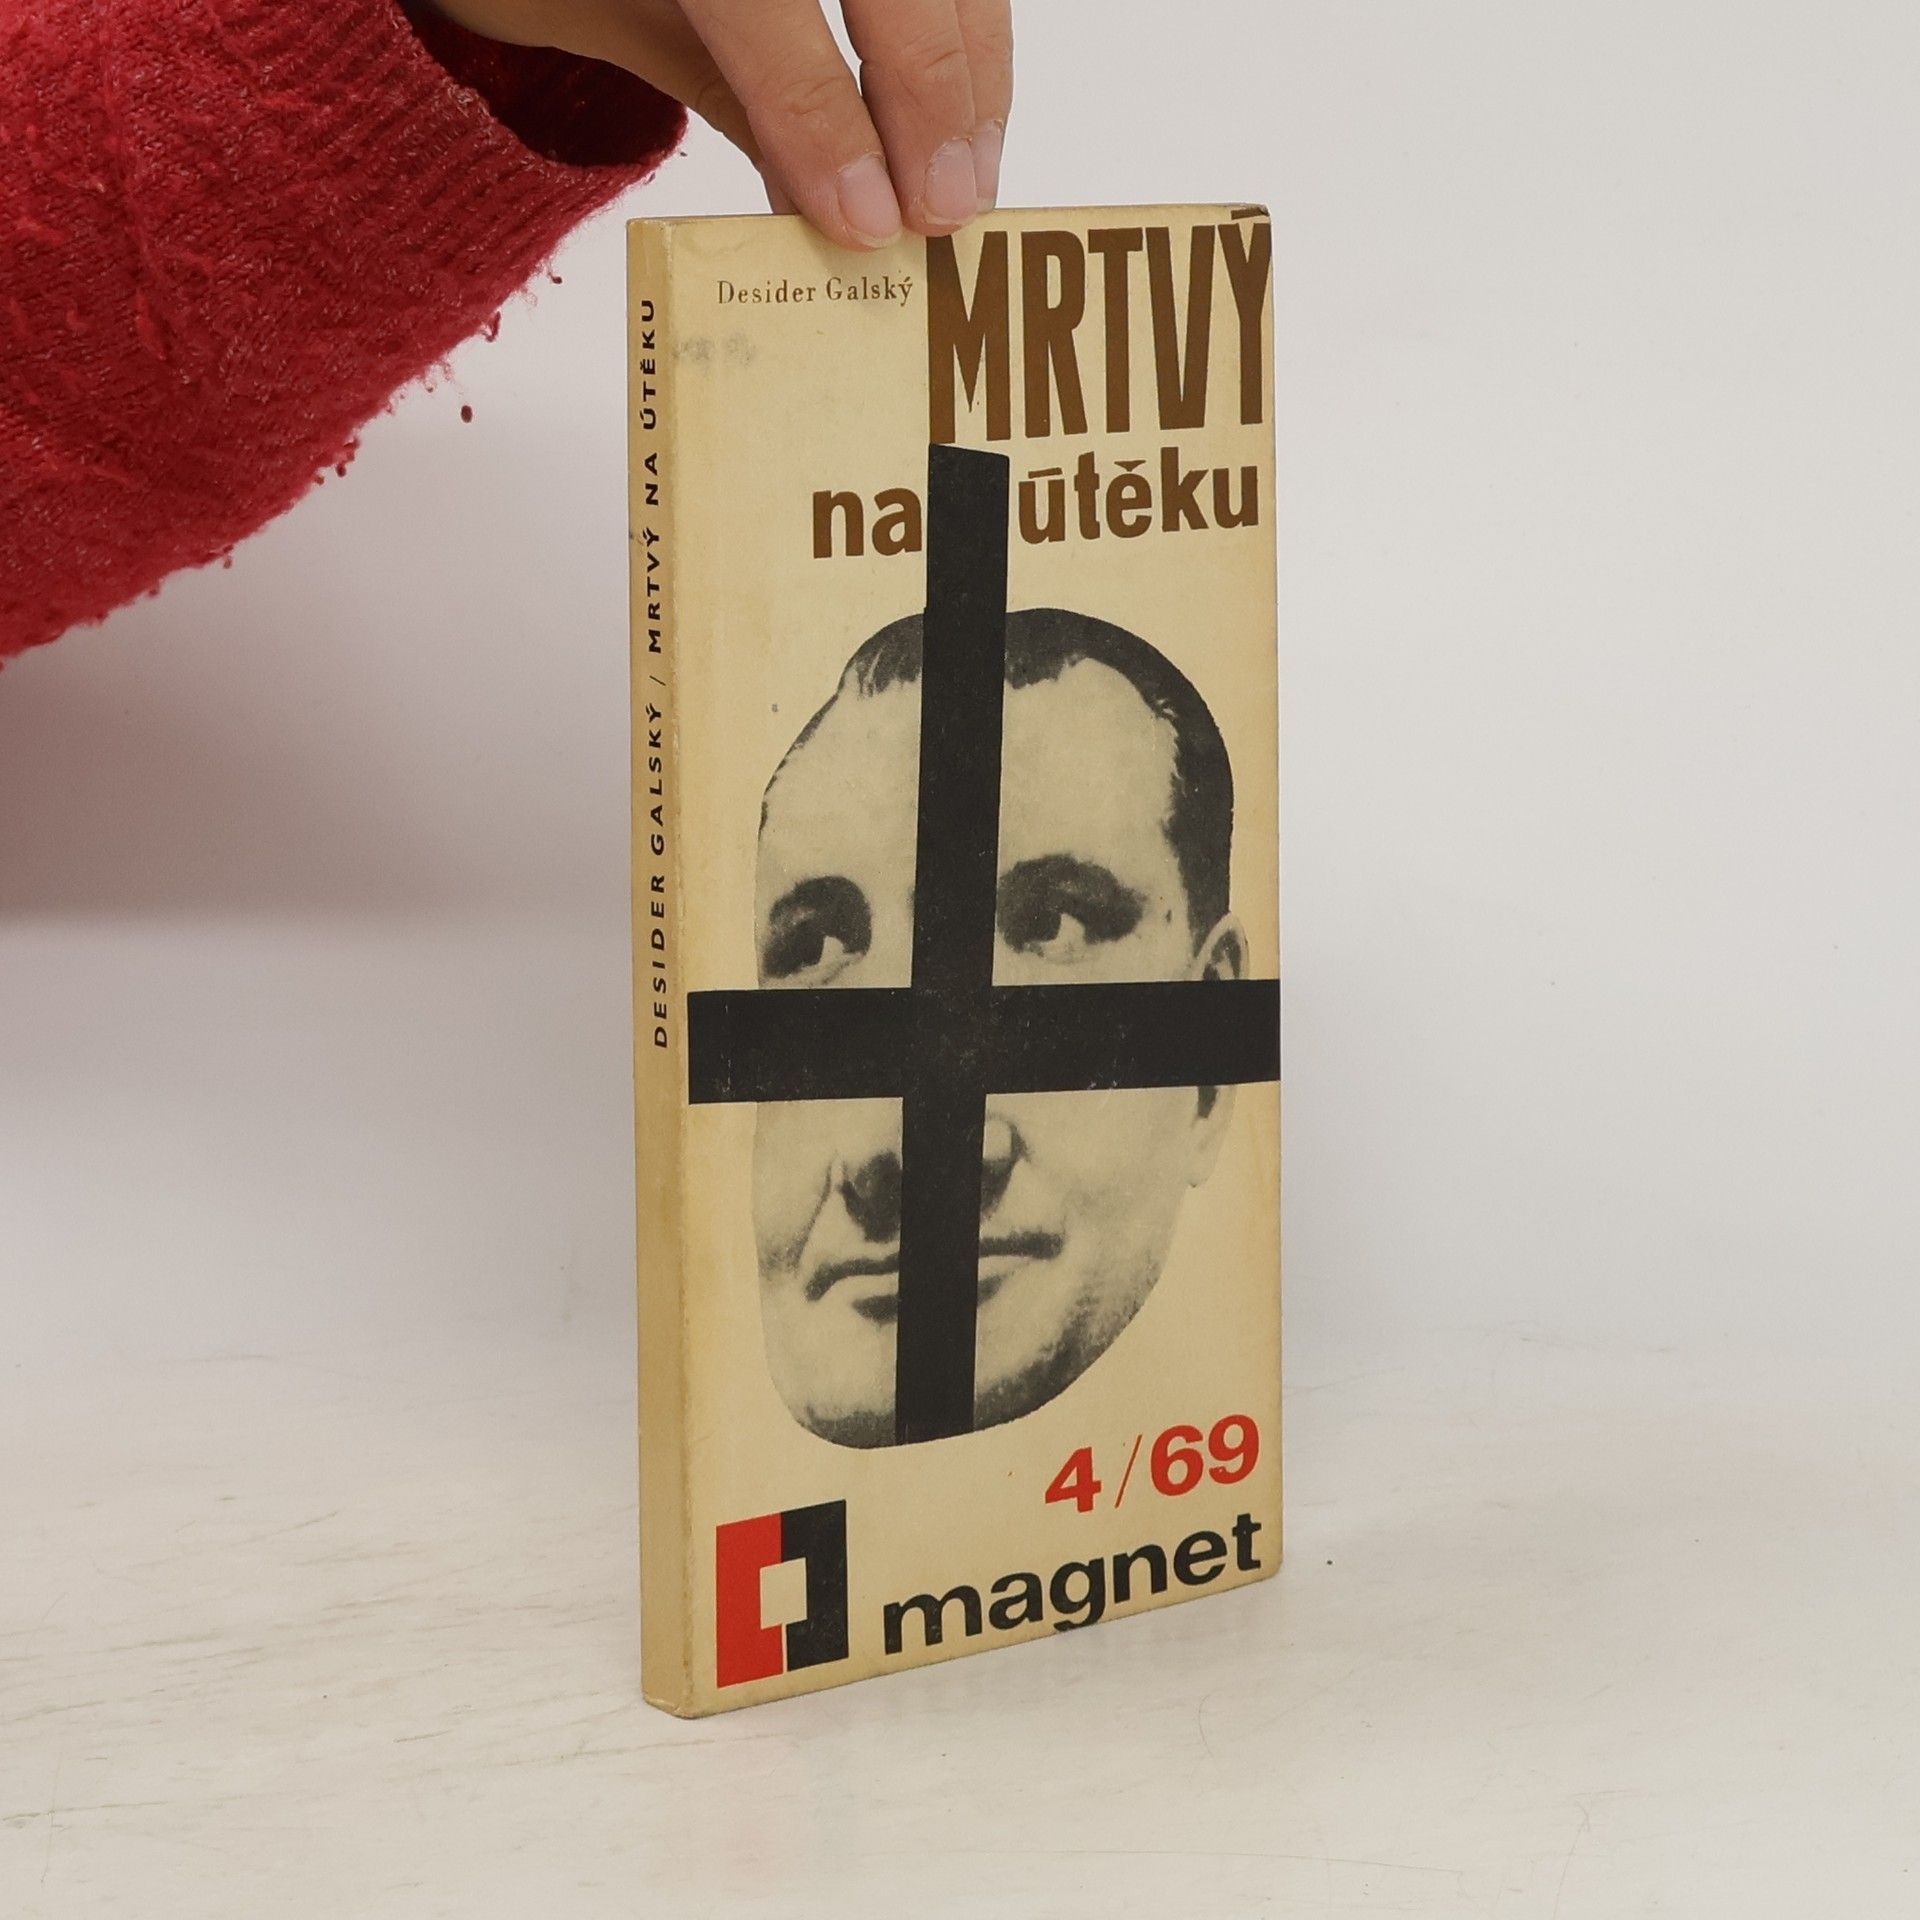 DESIDER GALSKÝ / MRTVÝ NA ÚTĚKU
Desider Galský
MRTVÝ
na útěku
4/69
magnet